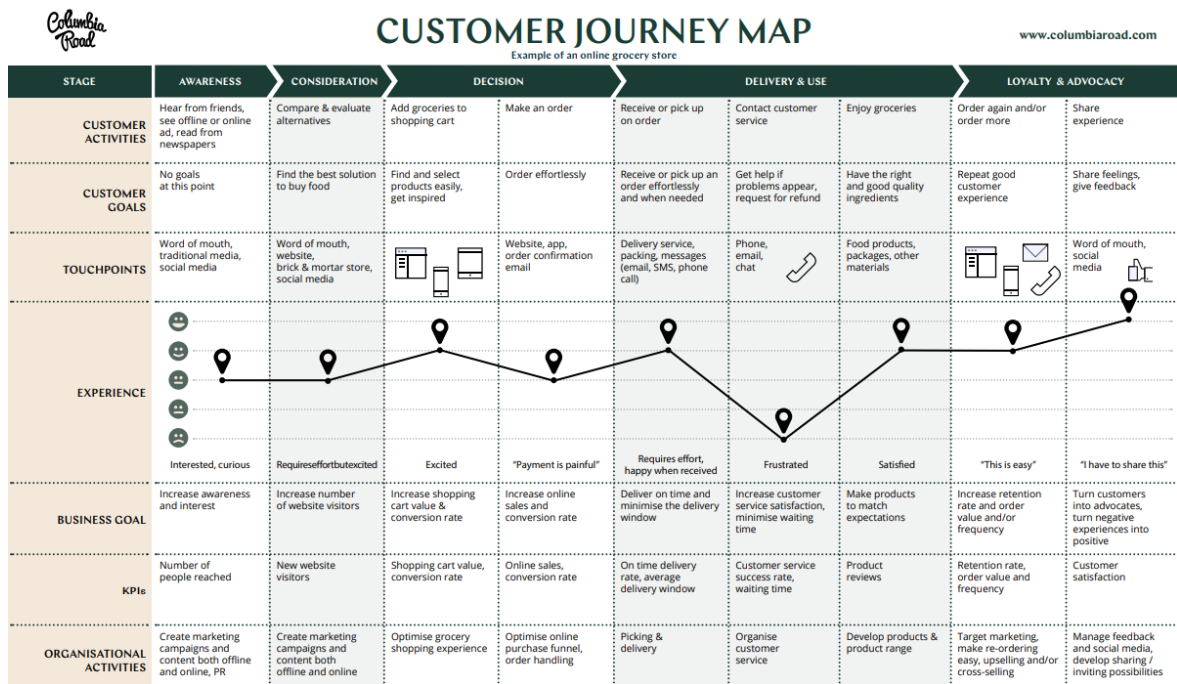 Columbia
Road
CUSTOMER JOURNEY MAP
Example of an online grocery store
www.columbiaroad.com
STAGE
AWARENESS
CONSIDERATION
DECISION
DELIVERY & USE
LOYALTY & ADVOCACY
CUSTOMER
ACTIVITIES
Hear from friends,
see offline or online
ad, read from
newspapers
Compare & evaluate
alternatives
Add groceries to
shopping cart
Make an order
Receive or pick up
on order
Contact customer
service
Enjoy groceries
Order again and/or
order more
Share
experience
CUSTOMER
GOALS
No goals
at this point
Find the best solution
to buy food
Find and select
products easily,
get inspired
Order effortlessly
Receive or pick up an
order effortlessly
and when needed
Get help if
problems appear,
request for refund
Have the right
and good quality
ingredients
Repeat good
customer
experience
Share feelings,
give feedback
TOUCHPOINTS
Word of mouth,
traditional media,
social media
Word of mouth,
website,
brick & mortar store,
social media
Website, app,
order confirmation
email
Delivery service,
packing, messages
(email, SMS, phone
call)
Phone,
email,
chat
Food products,
packages, other
materials
Word of mouth,
social
media
EXPERIENCE
Interested, curious
Requireseffortbutexcited
Excited
"Payment is painful"
Requires effort,
happy when received
Frustrated
Satisfied
"This is easy"
"I have to share this"
BUSINESS GOAL
Increase awareness
and interest
Increase number
of website visitors
Increase shopping
cart value &
conversion rate
Increase online
sales and
conversion rate
Deliver on time and
minimise the delivery
window
Increase customer
service satisfaction,
minimise waiting
time
Make products
to match
expectations
Increase retention
rate and order
value and/or
frequency
Turn customers
into advocates,
turn negative
experiences into
positive
KPIs
Number of
people reached
New website
visitors
Shopping cart value,
conversion rate
Online sales,
conversion rate
On time delivery
rate, average
delivery window
Customer service
success rate,
waiting time
Product
reviews
Retention rate,
order value and
frequency
Customer
satisfaction
ORGANISATIONAL
ACTIVITIES
Create marketing
campaigns and
content both offline
and online, PR
Create marketing
campaigns and
content both
offline and online
Optimise grocery
shopping experience
Optimise online
purchase funnel,
order handling
Picking &
delivery
Organise
customer
service
Develop products &
product range
Target marketing,
make re-ordering
easy, upselling and/or
cross-selling
Manage feedback
and social media,
develop sharing /
inviting possibilities